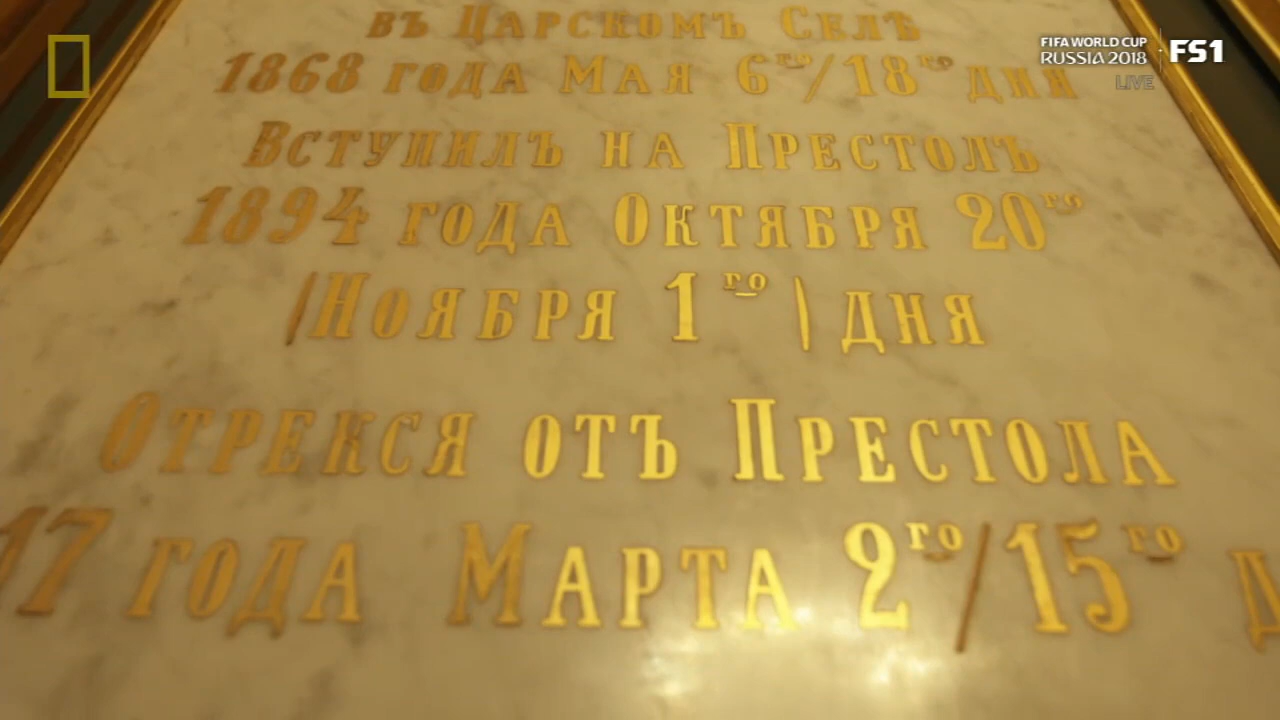 въ Царскомъ Селѣ
1868 года Мая 6го/18го дня
Вступилъ на Престолъ
1894 года Октября 20го
(Ноября 1го) дня
Отрекся отъ Престола
17 года Марта 2го/15го Д
FIFA WORLD CUP
RUSSIA 2018
FS1
LIVE